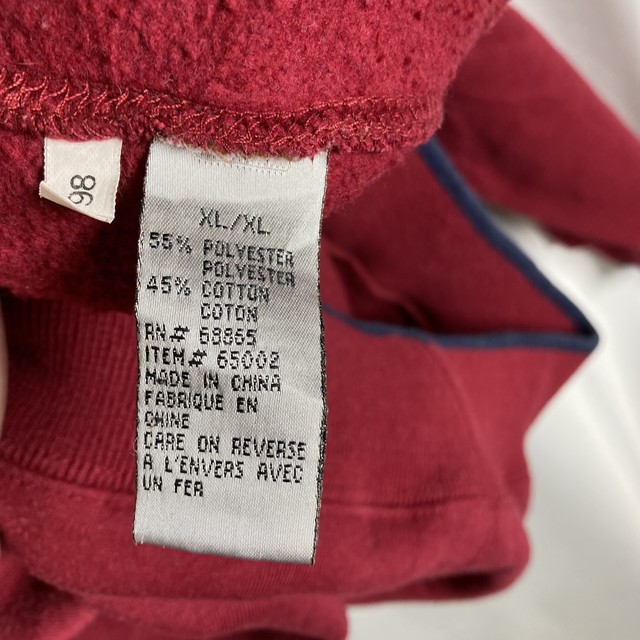 98
XL/XL
55% POLYESTER
POLYESTER
45% COTTON
COTON
RN# 68865
ITEM# 65002
MADE IN CHINA
FABRIQUE EN
CHINE
CARE ON REVERSE
A L'ENVERS AVEC
UN FER